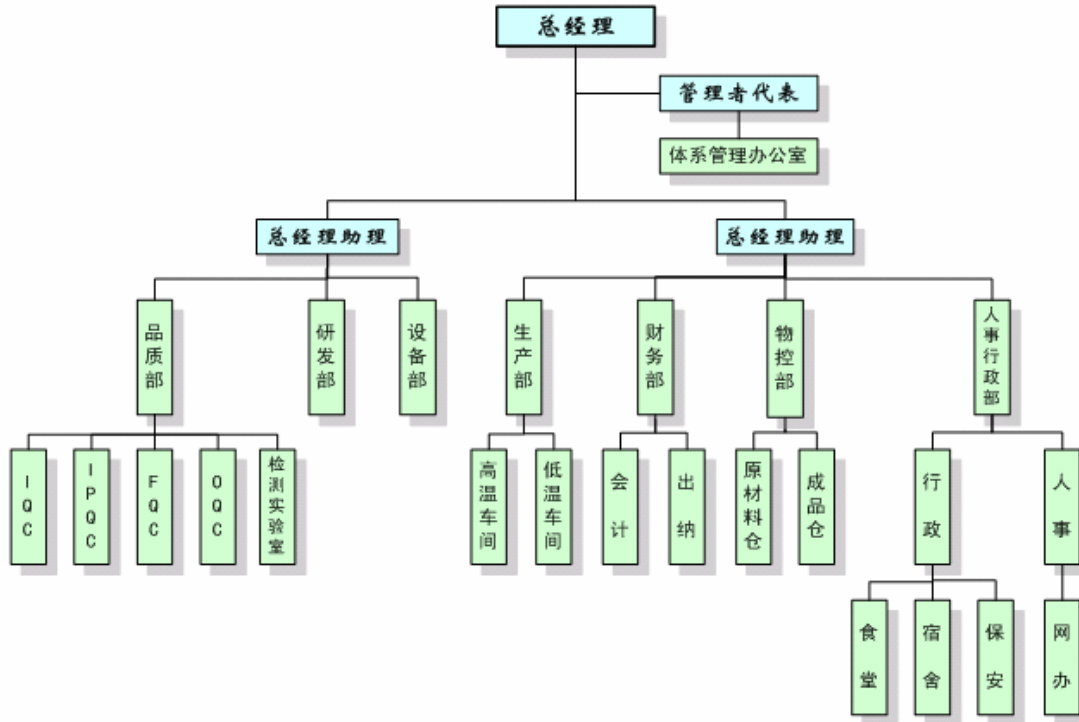 总经理
管理者代表
体系管理办公室
总经理助理
总经理助理
品质部
研发部
设备部
生产部
财务部
物控部
人事行政部
IQC
IPQC
FQC
OQC
检测实验室
高温车间
低温车间
会计
出纳
原材料仓
成品仓
行政
人事
食堂
宿舍
保安
网办